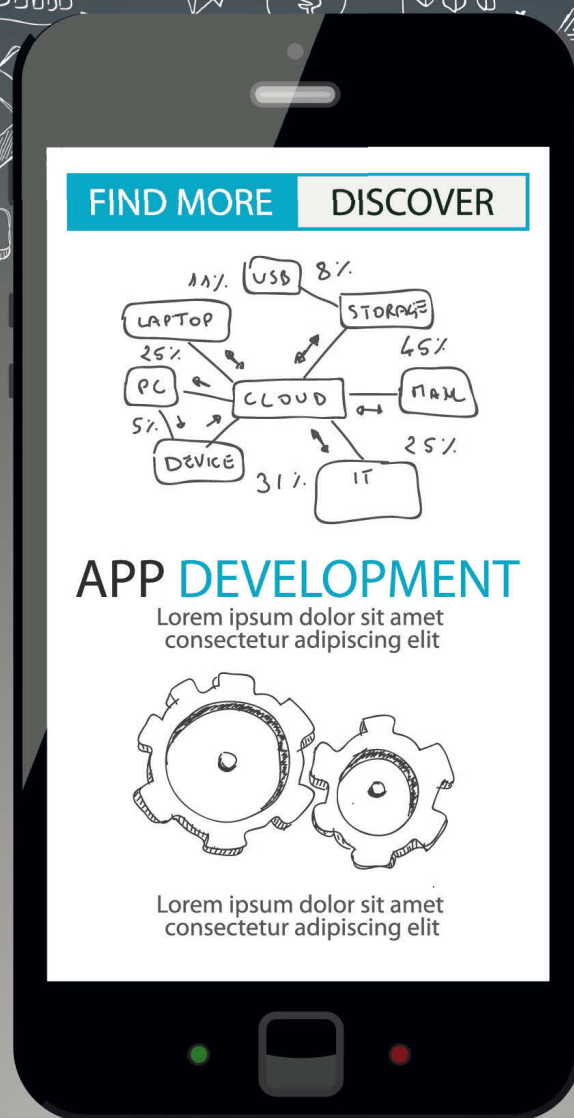 FIND MORE DISCOVER
11% USB 8%
LAPTOP STORAGE
25% 45%
PC CLOUD
5% 25%
DEVICE 31% IT
APP DEVELOPMENT
Lorem ipsum dolor sit amet
consectetur adipiscing elit
Lorem ipsum dolor sit amet
consectetur adipiscing elit